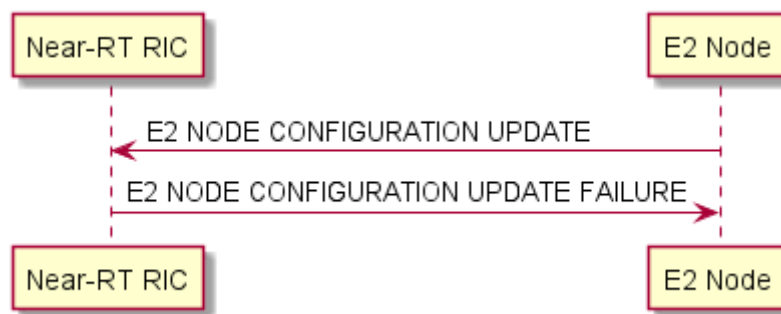 Near-RT RIC
E2 Node
E2 NODE CONFIGURATION UPDATE
E2 NODE CONFIGURATION UPDATE FAILURE
Near-RT RIC
E2 Node